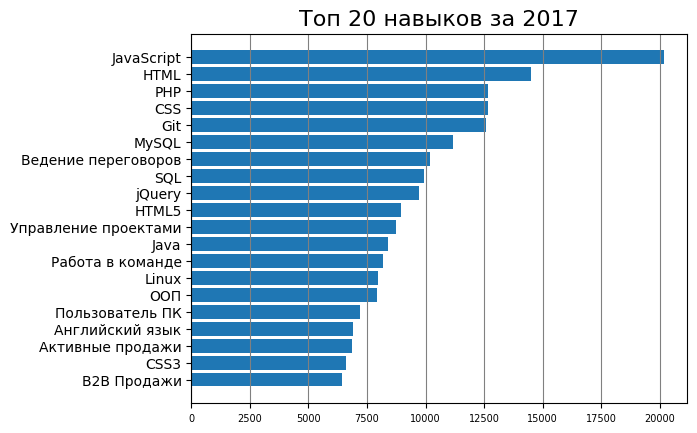 Топ 20 навыков за 2017
JavaScript
HTML
PHP
CSS
Git
MySQL
Ведение переговоров
SQL
jQuery
HTML5
Управление проектами
Java
Работа в команде
Linux
ООП
Пользователь ПК
Английский язык
Активные продажи
CSS3
B2B Продажи
0 2500 5000 7500 10000 12500 15000 17500 20000